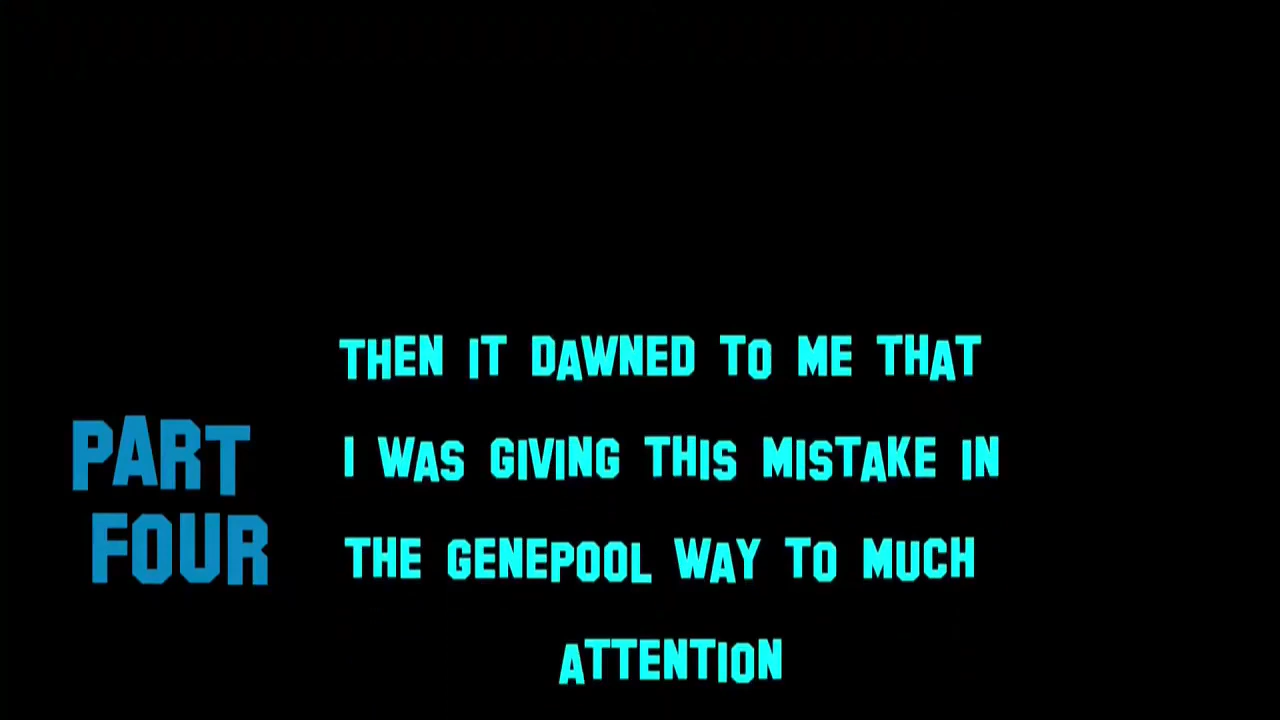 PART
FOUR
THEN IT DAWNED TO ME THAT
I WAS GIVING THIS MISTAKE IN
THE GENEPOOL WAY TO MUCH
ATTENTION